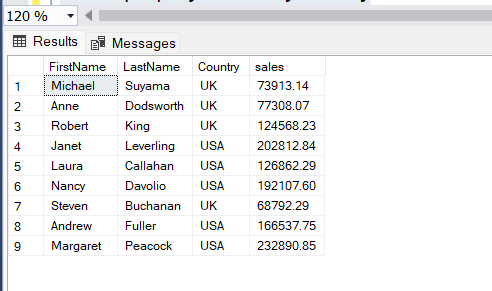 120 %
Results Messages
FirstName LastName Country sales
1 Michael Suyama UK 73913.14
2 Anne Dodsworth UK 77308.07
3 Robert King UK 124568.23
4 Janet Leverling USA 202812.84
5 Laura Callahan USA 126862.29
6 Nancy Davolio USA 192107.60
7 Steven Buchanan UK 68792.29
8 Andrew Fuller USA 166537.75
9 Margaret Peacock USA 232890.85